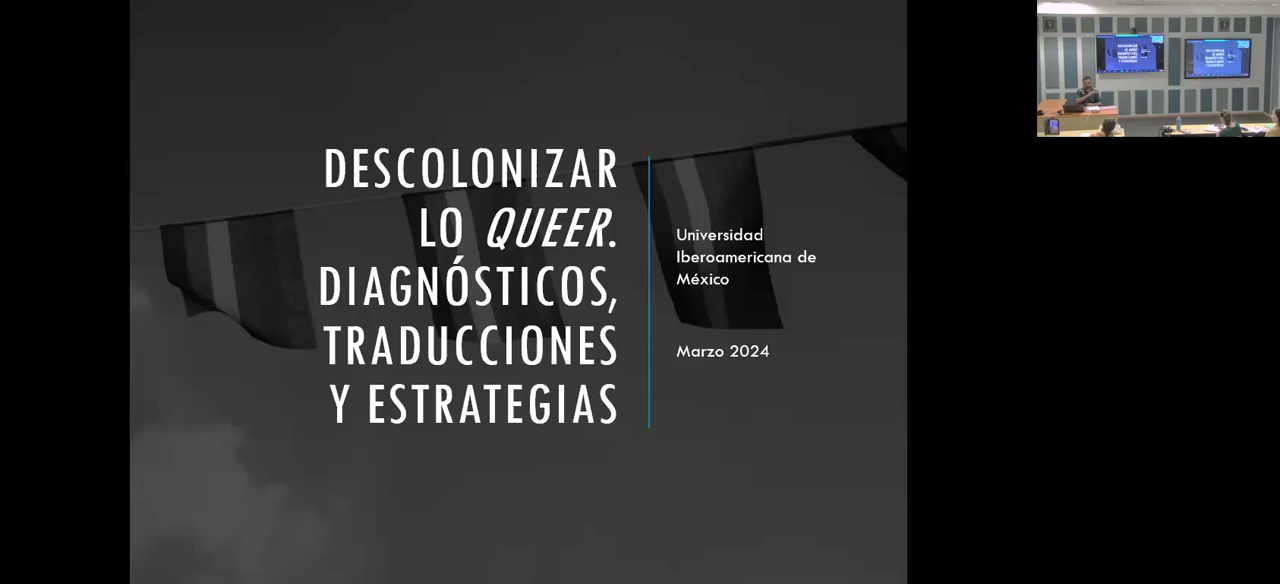 DESCOLONIZAR
LO QUEER.
DIAGNÓSTICOS,
TRADUCCIONES
Y ESTRATEGIAS
Universidad
Iberoamericana de
México
Marzo 2024